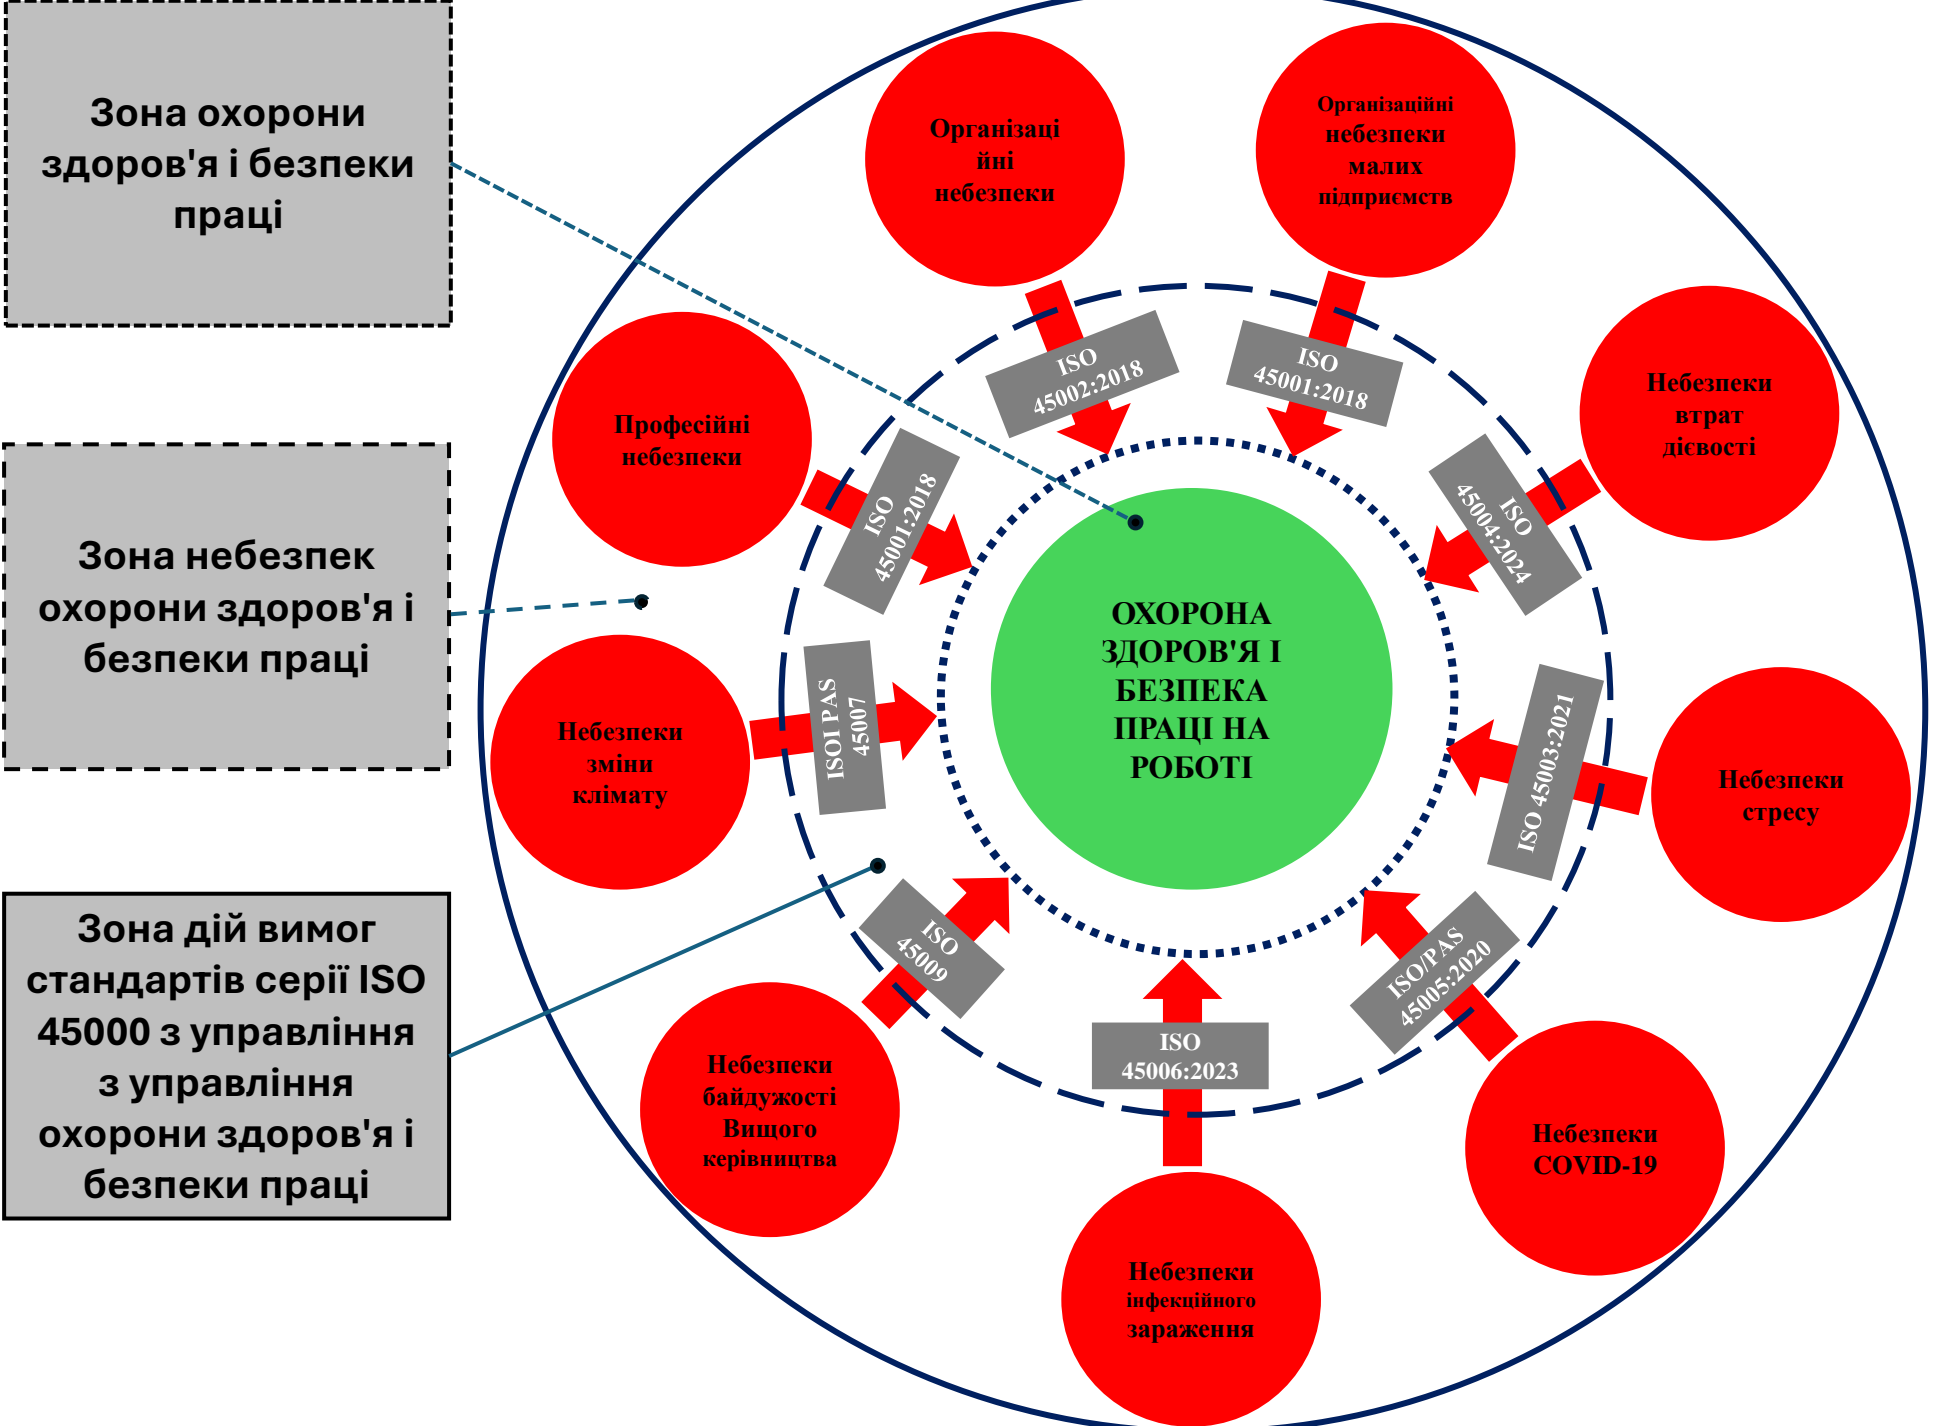 Зона охорони
здоров'я і безпеки
праці
Зона небезпек
охорони здоров'я і
безпеки праці
Зона дій вимог
стандартів серії ISO
45000 з управління
з управління
охорони здоров'я і
безпеки праці
Організаці
йні
небезпеки
Організаційні
небезпеки
малих
підприємств
Небезпеки
втрат
дієвості
Небезпеки
стресу
Небезпеки
COVID-19
Небезпеки
інфекційного
зараження
Небезпеки
байдужості
Вищого
керівництва
Небезпеки
зміни
клімату
Професійні
небезпеки
ISO
45002:2018
ISO
45001:2018
ISO
45004:2024
ISO 45003:2021
ISO/PAS
45005:2020
ISO
45006:2023
ISO
45009
ISOI PAS
45007
ISO
45001:2018
ОХОРОНА
ЗДОРОВ'Я І
БЕЗПЕКА
ПРАЦІ НА
РОБОТІ